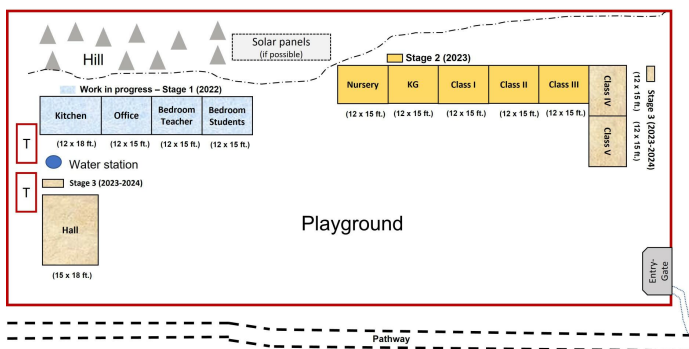 Solar panels
(if possible)
Hill
Stage 2 (2023)
Work in progress – Stage 1 (2022)
Nursery
KG
Class I
Class II
Class III
Class IV
(12 x 15 ft.)
(12 x 15 ft.)
(12 x 15 ft.)
(12 x 15 ft.)
(12 x 15 ft.)
(12 x 15 ft.)
Class V
(12 x 15 ft.)
Stage 3 (2023-2024)
Kitchen
Office
Bedroom
Teacher
Bedroom
Students
(12 x 18 ft.)
(12 x 15 ft.)
(12 x 15 ft.)
(12 x 15 ft.)
T
Water station
T
Stage 3 (2023-2024)
Hall
(15 x 18 ft.)
Playground
Entry-
Gate
Pathway